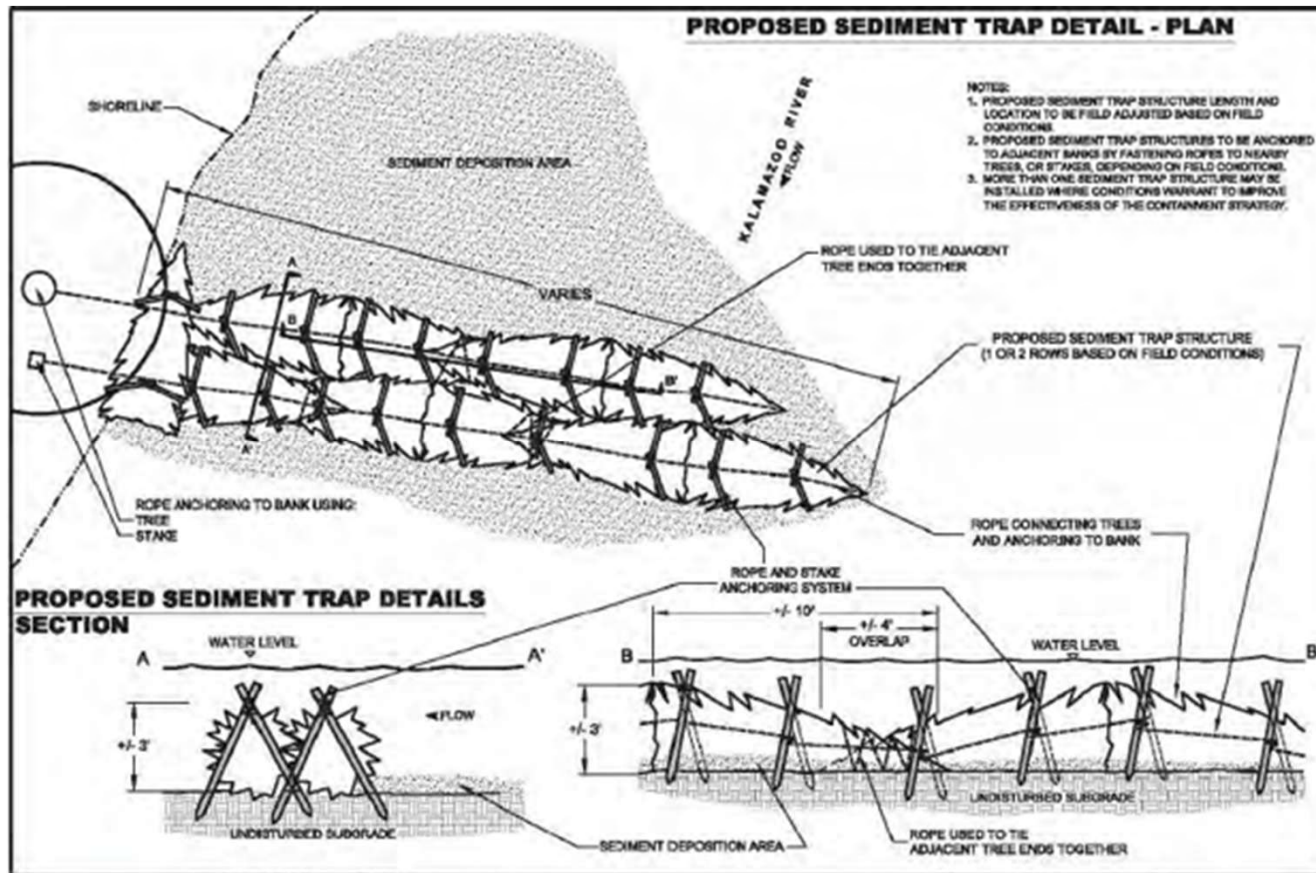 PROPOSED SEDIMENT TRAP DETAIL - PLAN
SHORELINE
SEDIMENT DEPOSITION AREA
KALAMAZOO RIVER
FLOW
NOTES:
1. PROPOSED SEDIMENT TRAP STRUCTURE LENGTH AND
LOCATION TO BE FIELD ADJUSTED BASED ON FIELD
CONDITIONS.
2. PROPOSED SEDIMENT TRAP STRUCTURES TO BE ANCHORED
TO ADJACENT BANKS BY FASTENING ROPES TO NEARBY
TREES, OR STAKES, DEPENDING ON FIELD CONDITIONS.
3. MORE THAN ONE SEDIMENT TRAP STRUCTURE MAY BE
INSTALLED WHERE CONDITIONS WARRANT TO IMPROVE
THE EFFECTIVENESS OF THE CONTAINMENT STRATEGY.
ROPE USED TO TIE ADJACENT
TREE ENDS TOGETHER
VARIES
A
B
B'
A'
PROPOSED SEDIMENT TRAP STRUCTURE
(1 OR 2 ROWS BASED ON FIELD CONDITIONS)
ROPE ANCHORING TO BANK USING:
TREE
STAKE
ROPE CONNECTING TREES
AND ANCHORING TO BANK
ROPE AND STAKE
ANCHORING SYSTEM
PROPOSED SEDIMENT TRAP DETAILS
SECTION
A
WATER LEVEL
A'
FLOW
+/- 3'
UNDISTURBED SUBGRADE
SEDIMENT DEPOSITION AREA
+/- 10'
+/- 4'
OVERLAP
B
WATER LEVEL
B'
+/- 3'
UNDISTURBED SUBGRADE
ROPE USED TO TIE
ADJACENT TREE ENDS TOGETHER